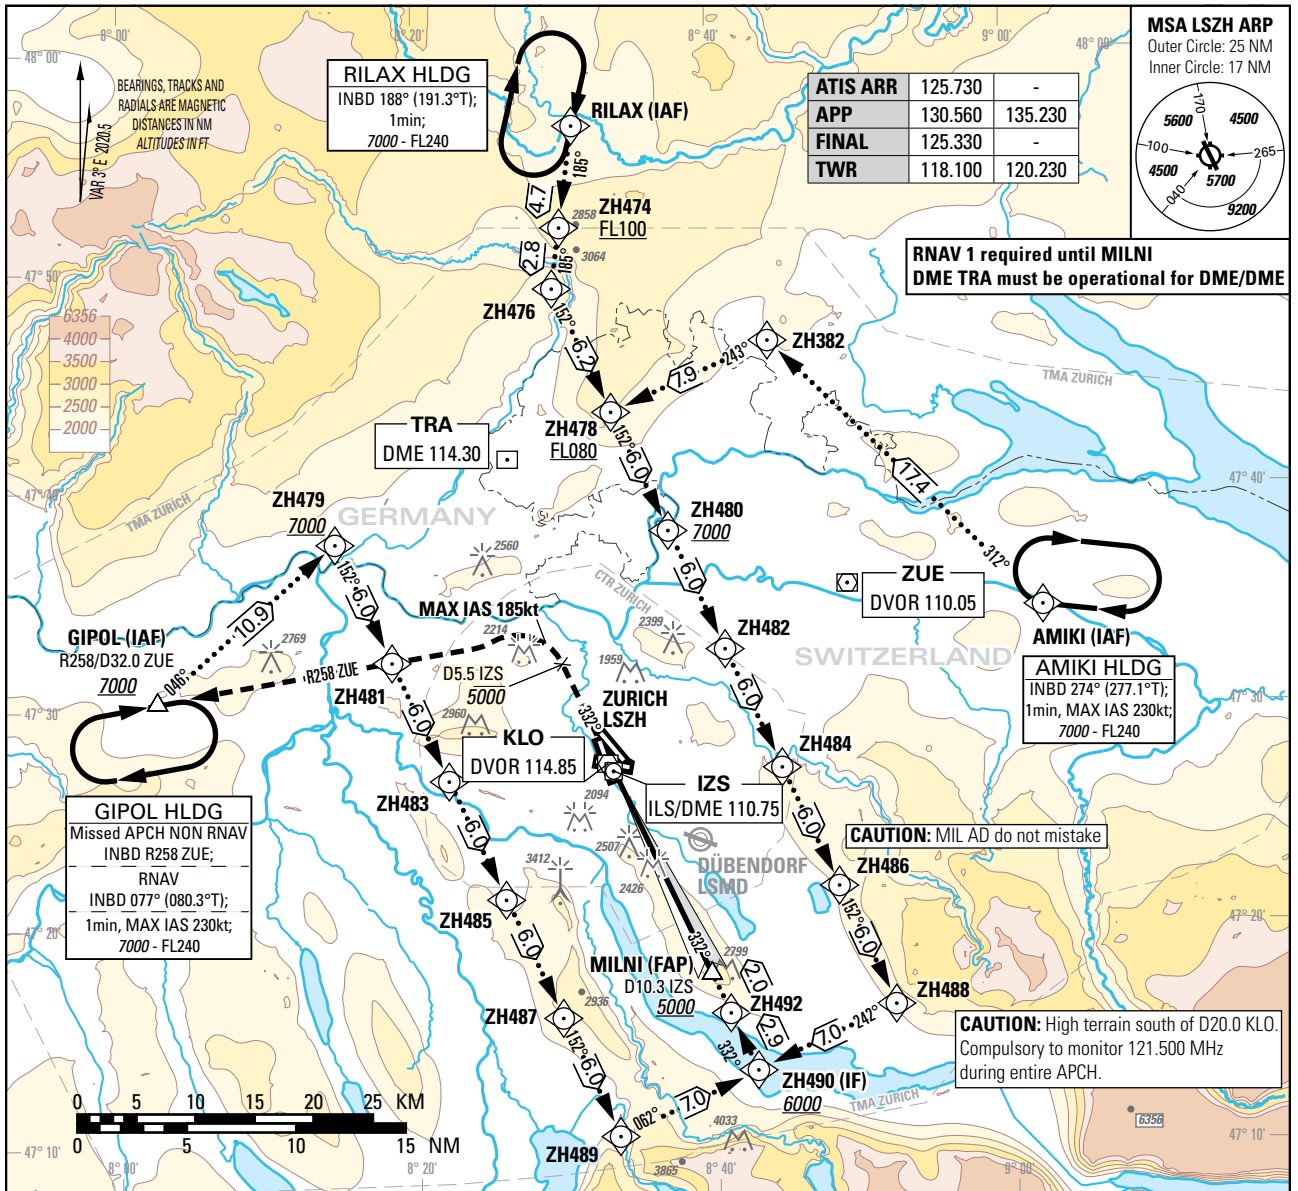 8° 00'
8° 20'
8° 40'
9° 00'
48° 00'
48° 00'
BEARINGS, TRACKS AND
RADIALS ARE MAGNETIC
DISTANCES IN NM
ALTITUDES IN FT
VAR 3° E 2020.5
RILAX HLDG
INBD 188° (191.3°T);
1min;
7000 - FL240
RILAX (IAF)
ATIS ARR 125.730 -
APP 130.560 135.230
FINAL 125.330 -
TWR 118.100 120.230
MSA LSZH ARP
Outer Circle: 25 NM
Inner Circle: 17 NM
170
5600
4500
100
265
4500
5700
040
9200
RNAV 1 required until MILNI
DME TRA must be operational for DME/DME
185°
4.7
ZH474
FL100
2858
3064
2.8
185°
47° 50'
ZH476
152°
6.2
6356
4000
3500
3000
2500
2000
ZH382
243°
7.9
TMA ZURICH
TRA
DME 114.30
ZH478
FL080
152°
6.0
17.4
47° 40'
47° 40'
TMA ZURICH
ZH479
7000
GERMANY
ZH480
7000
312°
2560
152°
6.0
6.0
CTR ZURICH
ZUE
DVOR 110.05
MAX IAS 185kt
GIPOL (IAF)
R258/D32.0 ZUE
7000
10.9
046°
2769
2214
2399
ZH482
AMIKI (IAF)
R258 ZUE
D5.5 IZS
5000
1959
SWITZERLAND
AMIKI HLDG
INBD 274° (277.1°T);
1min, MAX IAS 230kt;
7000 - FL240
ZH481
47° 30'
47° 30'
6.0
2960
332°
ZURICH
LSZH
6.0
KLO
DVOR 114.85
ZH484
IZS
ILS/DME 110.75
ZH483
2094
GIPOL HLDG
Missed APCH NON RNAV
INBD R258 ZUE;
RNAV
INBD 077° (080.3°T);
1min, MAX IAS 230kt;
7000 - FL240
6.0
6.0
CAUTION: MIL AD do not mistake
2507
3412
2426
DÜBENDORF
LSMD
ZH486
ZH485
152°
6.0
47° 20'
47° 20'
6.0
332°
2799
MILNI (FAP)
D10.3 IZS
5000
2.0
2936
ZH492
ZH488
ZH487
242°
7.0
CAUTION: High terrain south of D20.0 KLO.
Compulsory to monitor 121.500 MHz
during entire APCH.
2.9
332°
152°
6.0
ZH490 (IF)
6000
TMA ZURICH
0 5 10 15 20 25 KM
0 5 10 15 NM
062°
7.0
4033
6356
ZH489
3865
47° 10'
47° 10'
8° 00'
8° 20'
8° 40'
9° 00'